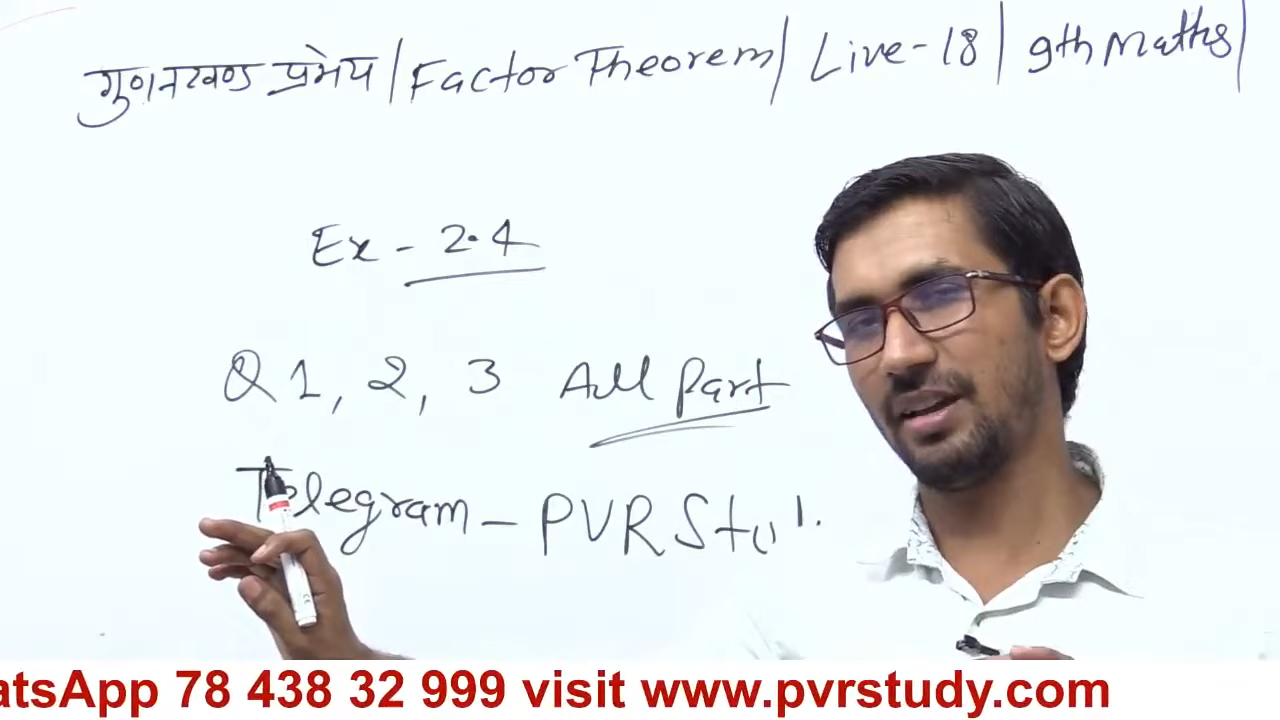 गुणनखण्ड प्रमेय | Factor Theorem | Live-18 | 9th Maths |
Ex - 2.4
Q 1, 2, 3 All Part
Telegram - PVR
atsApp 78 438 32 999 visit www.pvrstudy.com